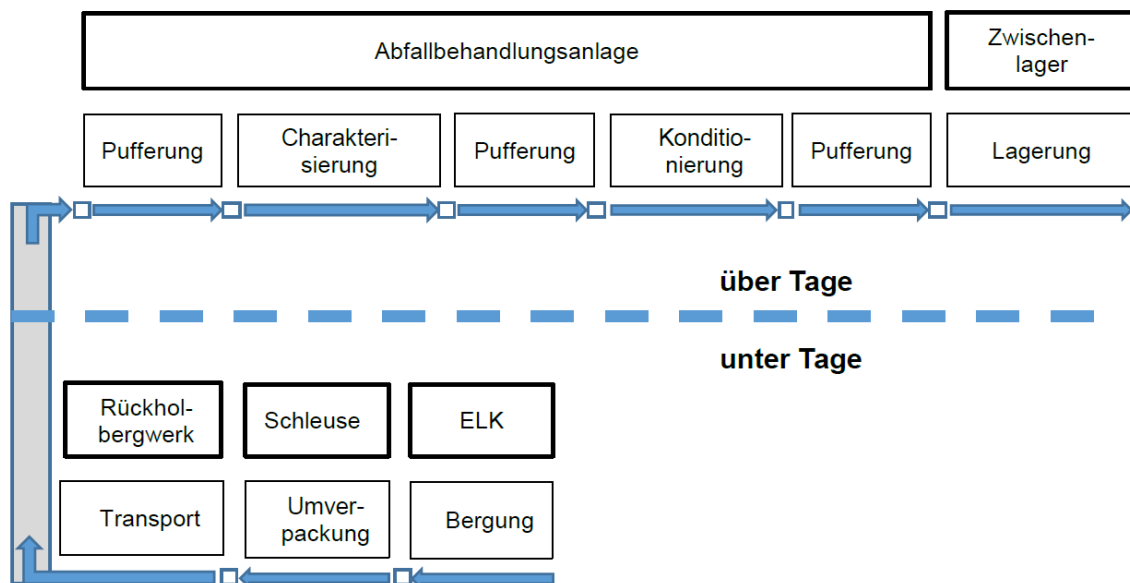 Abfallbehandlungsanlage
Zwischen-
lager
Pufferung
Charakteri-
sierung
Pufferung
Konditio-
nierung
Pufferung
Lagerung
über Tage
unter Tage
Rückhol-
bergwerk
Schleuse
ELK
Transport
Umver-
packung
Bergung